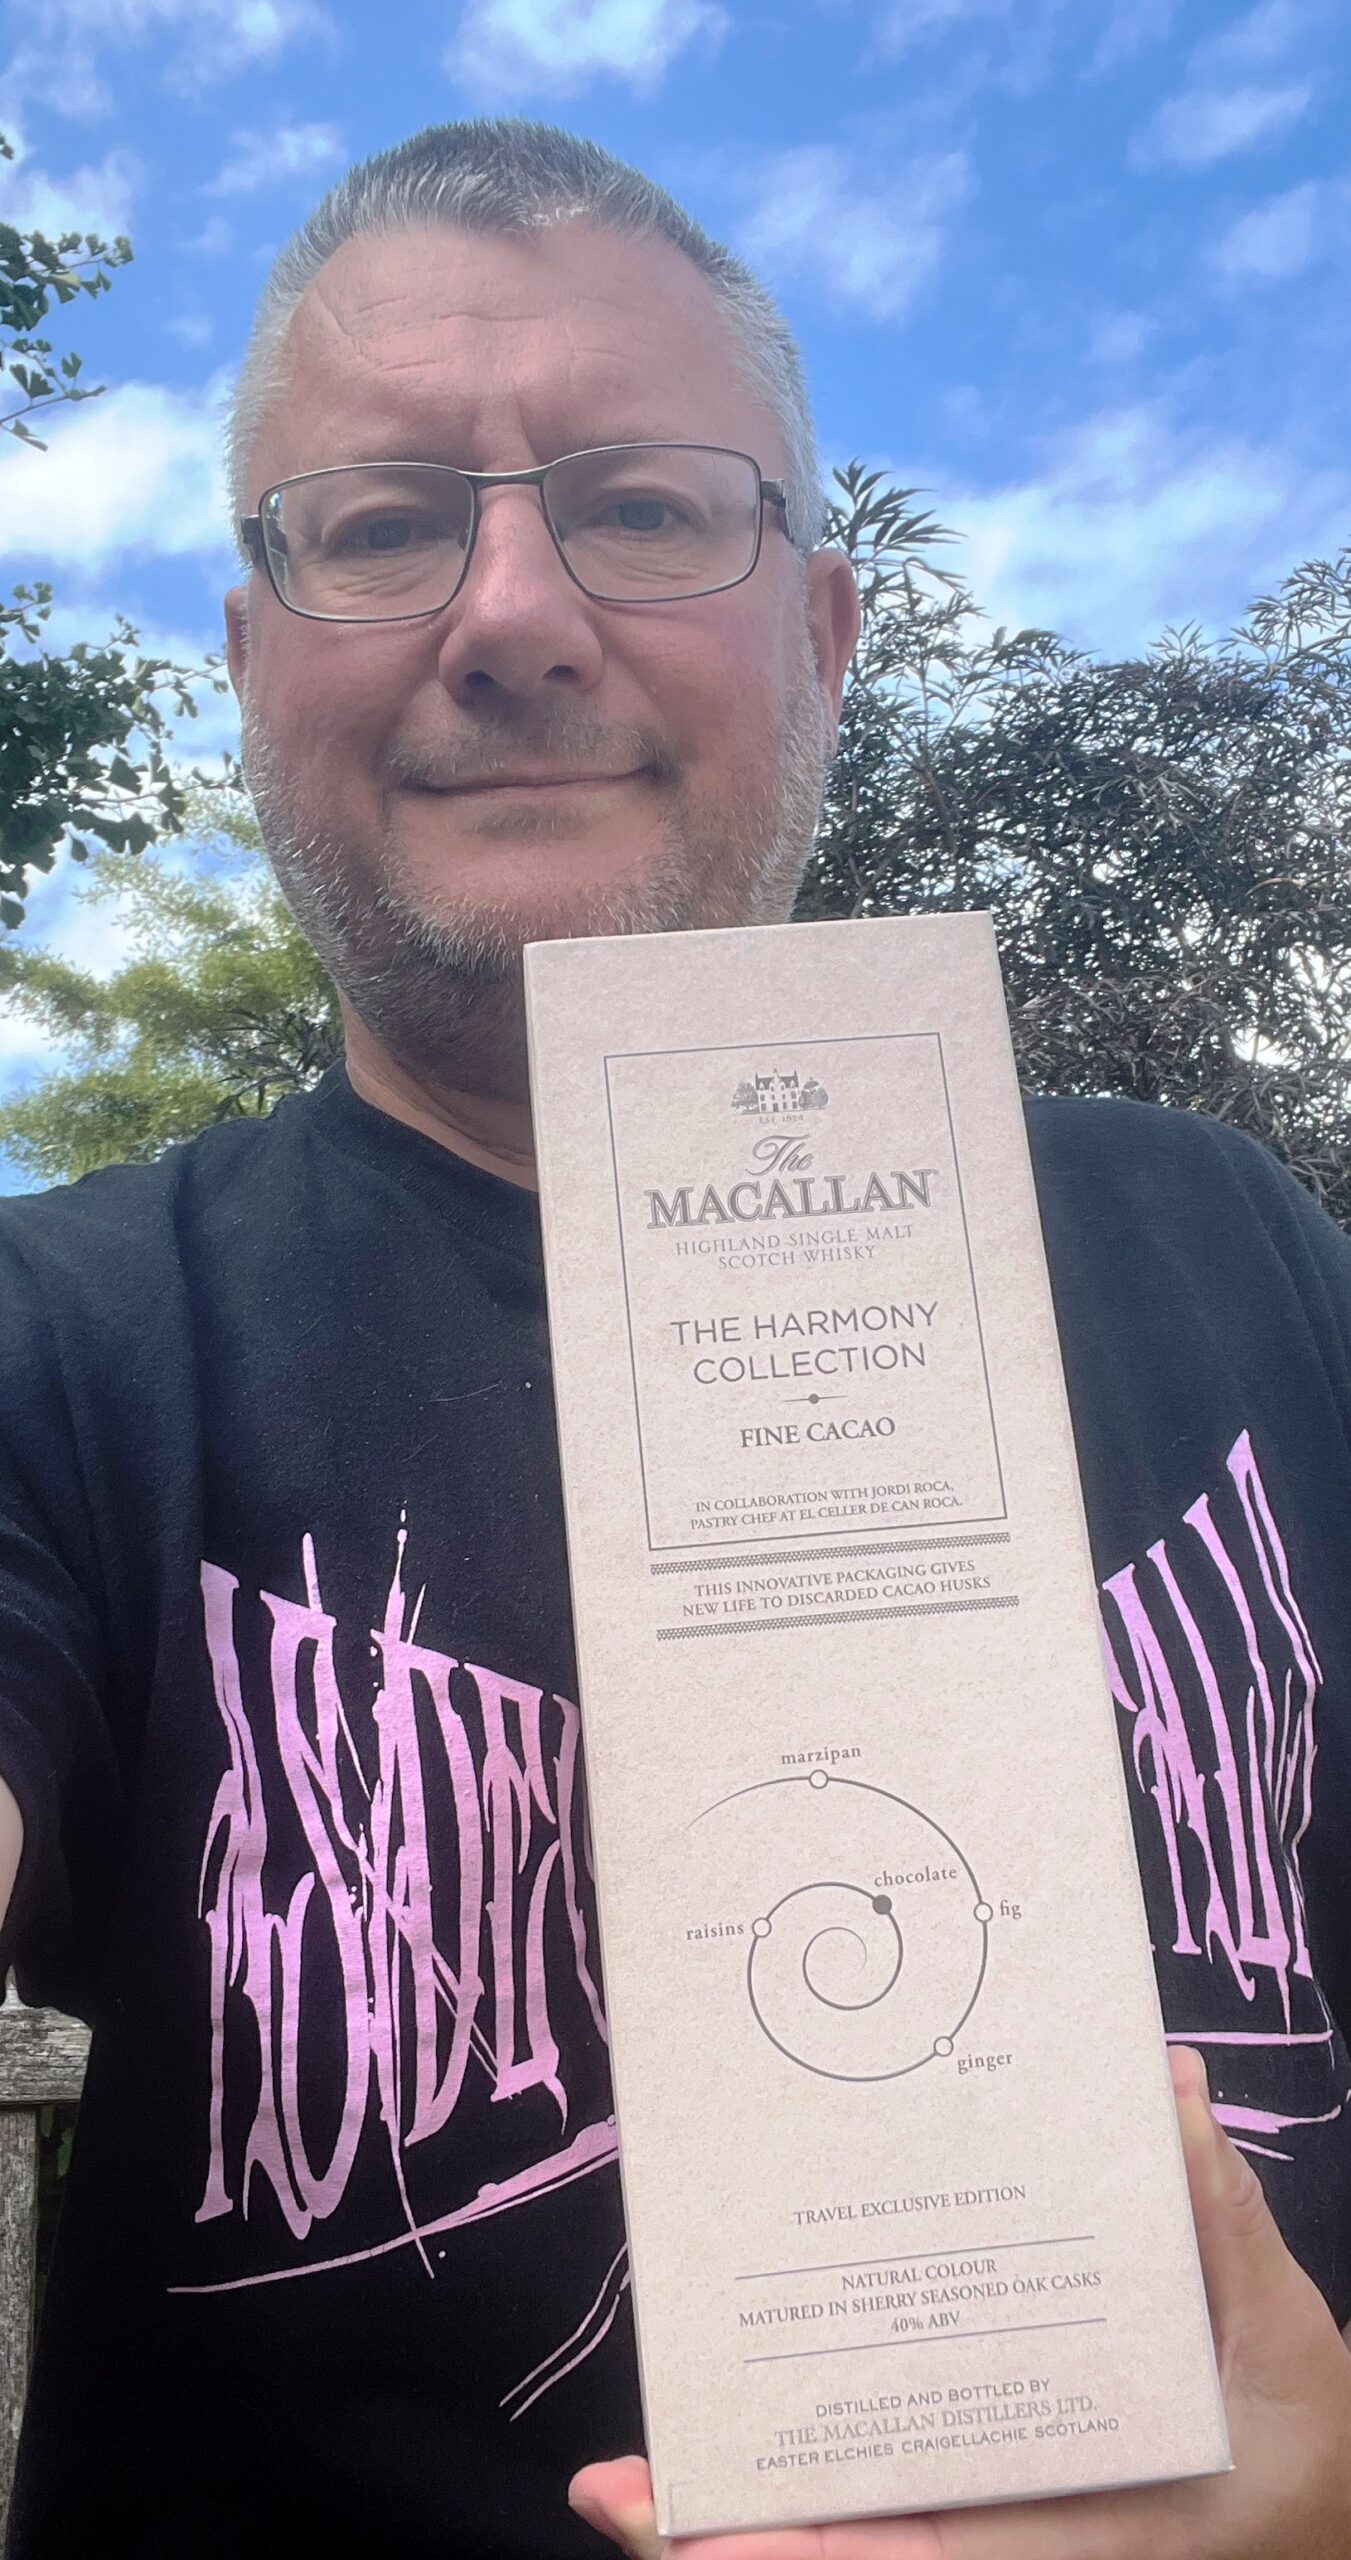 EST. 1824
The
MACALLAN
HIGHLAND SINGLE MALT
SCOTCH WHISKY
THE HARMONY
COLLECTION
FINE CACAO
IN COLLABORATION WITH JORDI ROCA,
PASTRY CHEF AT EL CELLER DE CAN ROCA.
THIS INNOVATIVE PACKAGING GIVES
NEW LIFE TO DISCARDED CACAO HUSKS
marzipan
chocolate
fig
raisins
ginger
TRAVEL EXCLUSIVE EDITION
NATURAL COLOUR
MATURED IN SHERRY SEASONED OAK CASKS
40% ABV
DISTILLED AND BOTTLED BY
THE MACALLAN DISTILLERS LTD.
EASTER ELCHIES CRAIGELLACHIE SCOTLAND